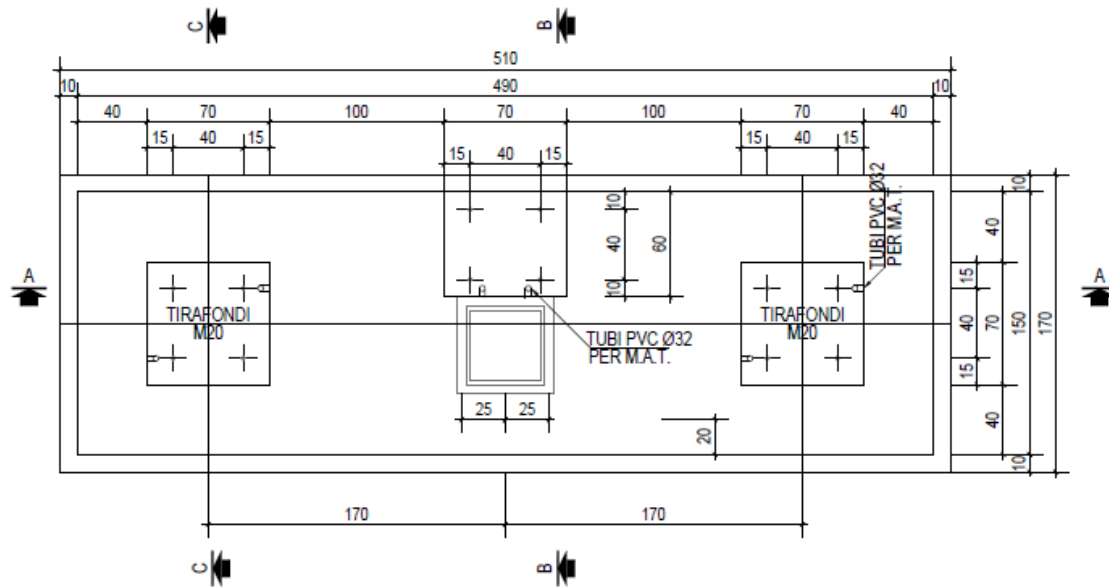 C B
510
10 490 10
40 70 100 70 100 70 40
15 40 15 15 40 15 15 40 15
TUBI PVC Ø32
PER M.A.T.
10
40
10
60
10
40
15
40
15
70
40
10
150
170
A A
TIRAFONDI
M20
TIRAFONDI
M20
TUBI PVC Ø32
PER M.A.T.
25 25
20
170 170
C B